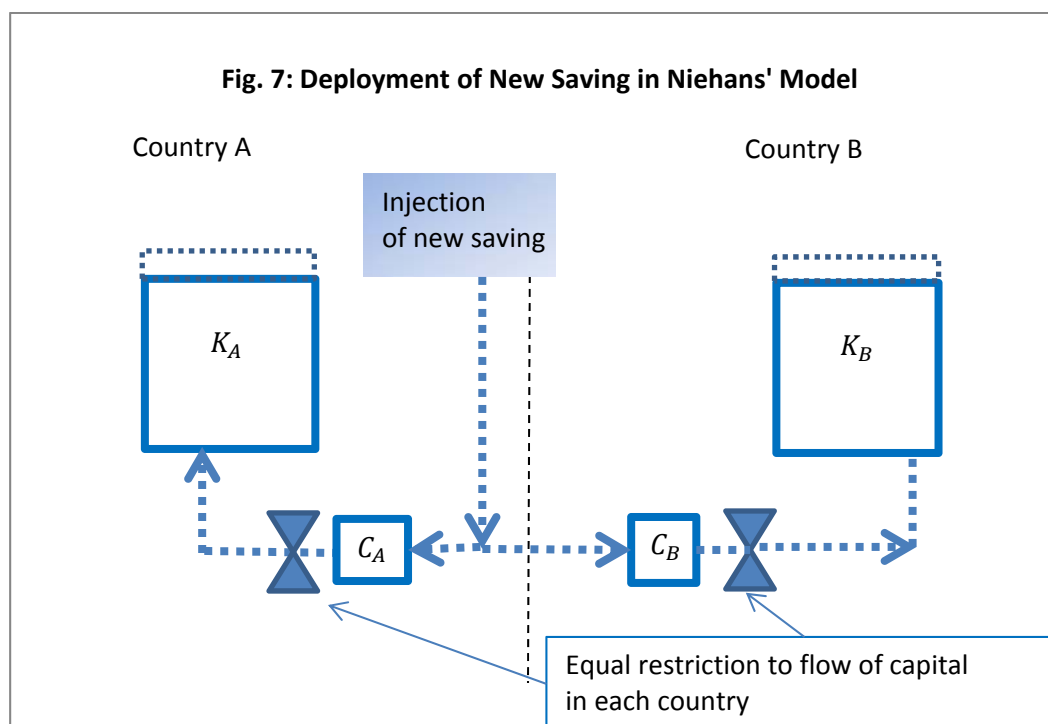 Fig. 7: Deployment of New Saving in Niehans' Model
Country A
Country B
Injection
of new saving
K_A
K_B
C_A
C_B
Equal restriction to flow of capital
in each country